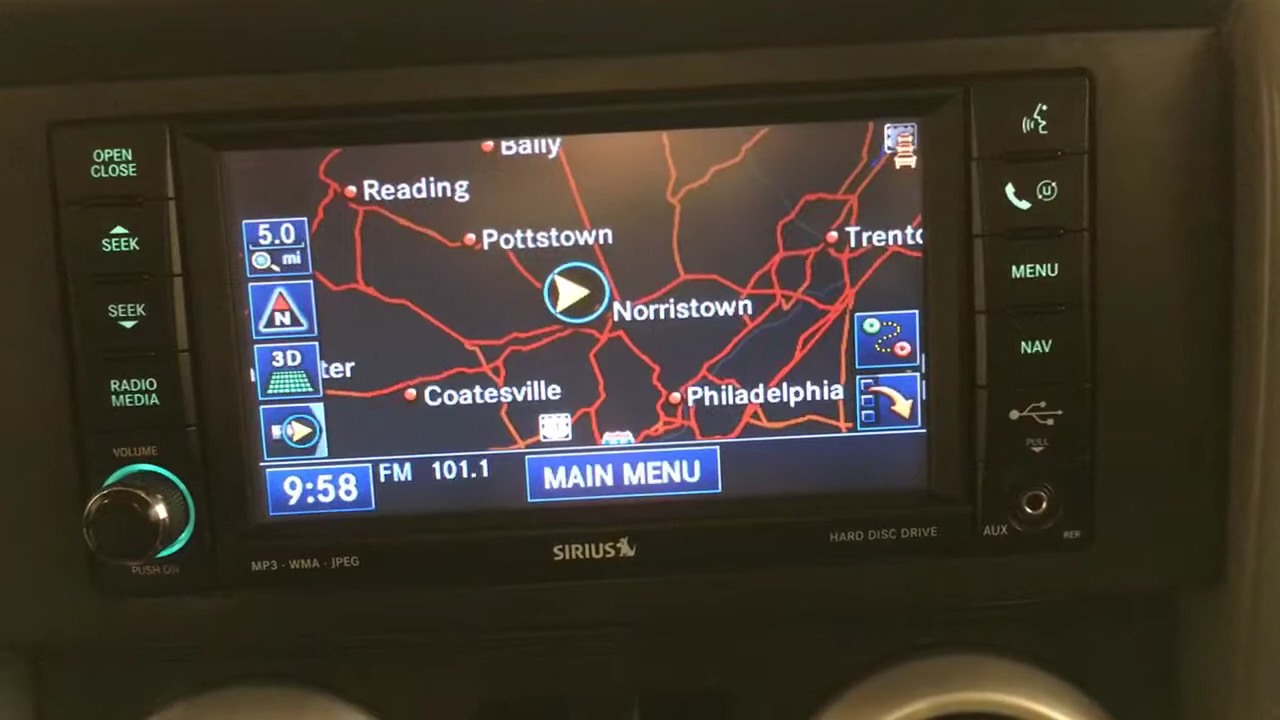 OPEN
CLOSE
SEEK
SEEK
RADIO
MEDIA
VOLUME
PUSH ON
Bally
Reading
Pottstown
Trento
5.0
mi
N
Norristown
3D
ter
Coatesville
Philadelphia
9:58
FM 101.1
MAIN MENU
MP3 · WMA · JPEG
SIRIUS
HARD DISC DRIVE
U
MENU
NAV
PULL
AUX
RER